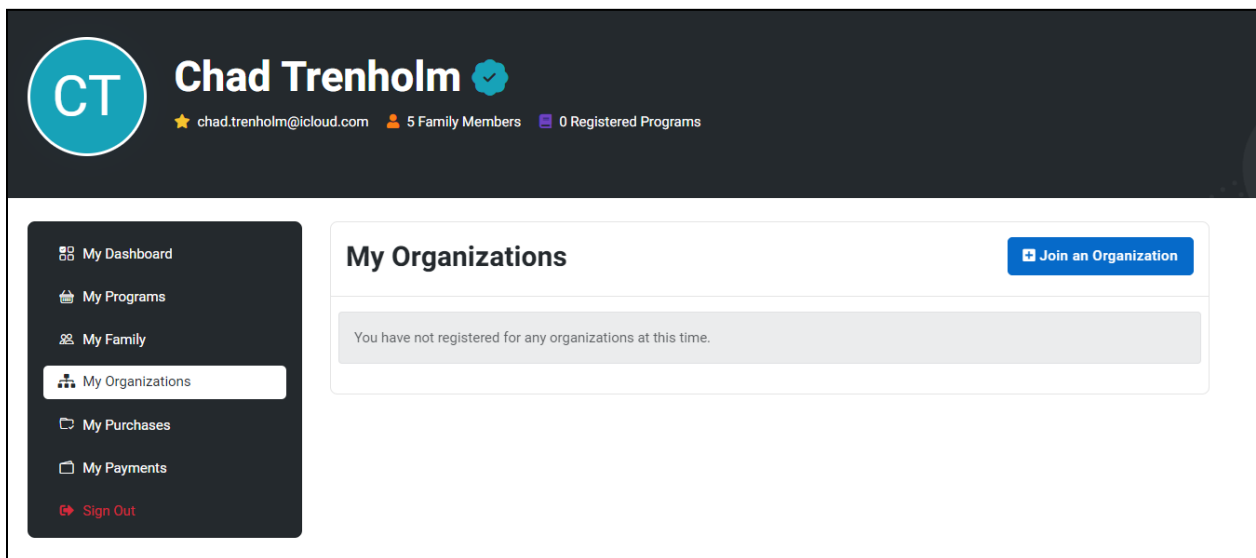 CT
Chad Trenholm
chad.trenholm@icloud.com 5 Family Members 0 Registered Programs
My Dashboard
My Programs
My Family
My Organizations
My Purchases
My Payments
Sign Out
My Organizations
Join an Organization
You have not registered for any organizations at this time.